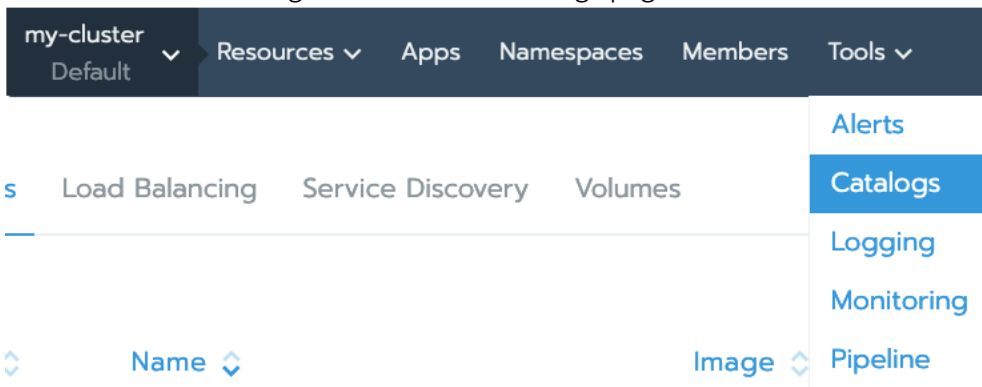 my-cluster
Default
Resources Apps Namespaces Members Tools
Alerts
s Load Balancing Service Discovery Volumes
Catalogs
Logging
Monitoring
Name Image
Pipeline